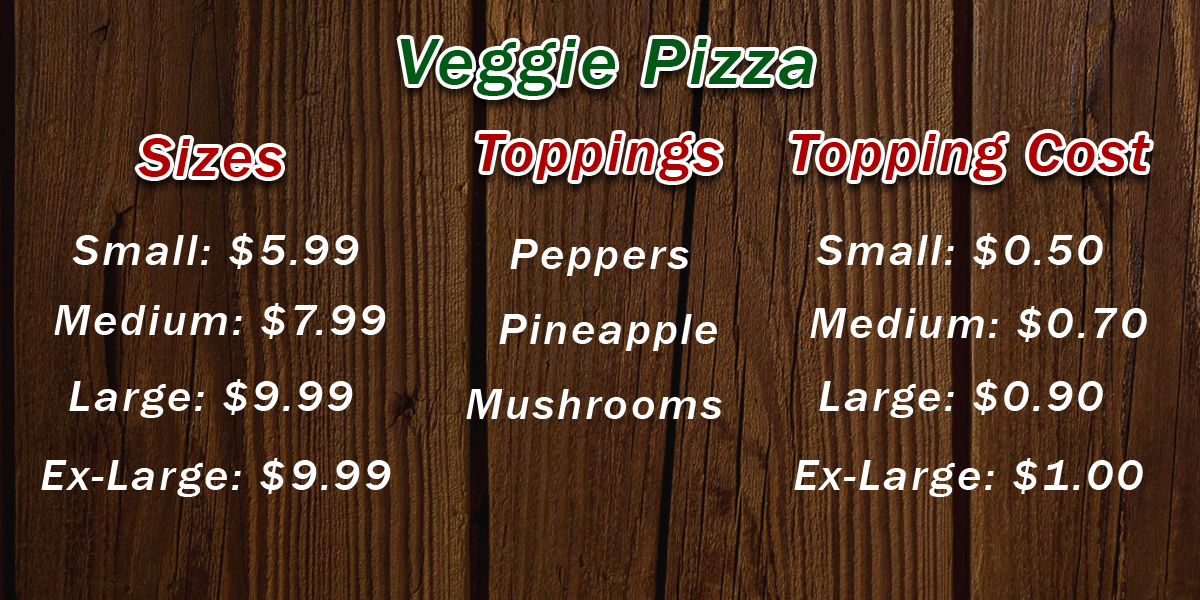 Veggie Pizza
Sizes
Small: $5.99
Medium: $7.99
Large: $9.99
Ex-Large: $9.99
Toppings
Peppers
Pineapple
Mushrooms
Topping Cost
Small: $0.50
Medium: $0.70
Large: $0.90
Ex-Large: $1.00